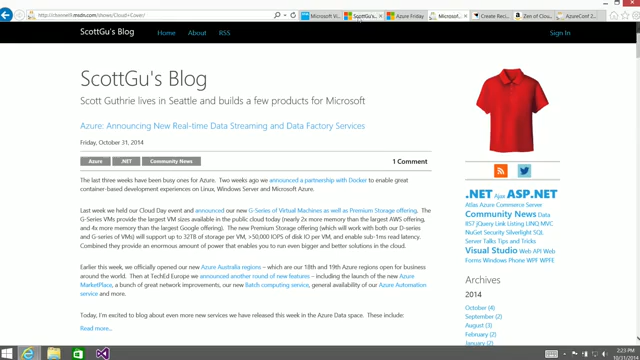 http://channel9.msdn.com/shows/Cloud+Cover/
Microsoft Vi...
ScottGu's...
Azure Friday
Microsof...
Create Reci...
Zen of Clou...
AzureConf 2...
ScottGu's Blog
Home
About
RSS
Sign In
ScottGu's Blog
Scott Guthrie lives in Seattle and builds a few products for Microsoft
Azure: Announcing New Real-time Data Streaming and Data Factory Services
Friday, October 31, 2014
Azure
.NET
Community News
1 Comment
The last three weeks have been busy ones for Azure. Two weeks ago we announced a partnership with Docker to enable great
container-based development experiences on Linux, Windows Server and Microsoft Azure.
Last week we held our Cloud Day event and announced our new G-Series of Virtual Machines as well as Premium Storage offering. The
G-Series VMs provide the largest VM sizes available in the public cloud today (nearly 2x more memory than the largest AWS offering,
and 4x more memory than the largest Google offering). The new Premium Storage offering (which will work with both our D-series
and G-series of VMs) will support up to 32TB of storage per VM, >50,000 IOPS of disk IO per VM, and enable sub-1ms read latency.
Combined they provide an enormous amount of power that enables you to run even bigger and better solutions in the cloud.
Earlier this week, we officially opened our new Azure Australia regions – which are our 18th and 19th Azure regions open for business
around the world. Then at TechEd Europe we announced another round of new features – including the launch of the new Azure
MarketPlace, a bunch of great network improvements, our new Batch computing service, general availability of our Azure Automation
service and more.
Today, I'm excited to blog about even more new services we have released this week in the Azure Data space. These include:
Read more...
.NET Ajax ASP.NET
Atlas Azure Commerce Server
Community News Data
IIS7 jQuery Link Listing LINQ MVC
NuGet Security Silverlight SQL
Server Talks Tips and Tricks
Visual Studio Web API Web
Forms Windows Phone WPF WPFE
Archives
2014
October (4)
September (2)
August (3)
February (2)
January (2)
2:23 PM
10/31/2014